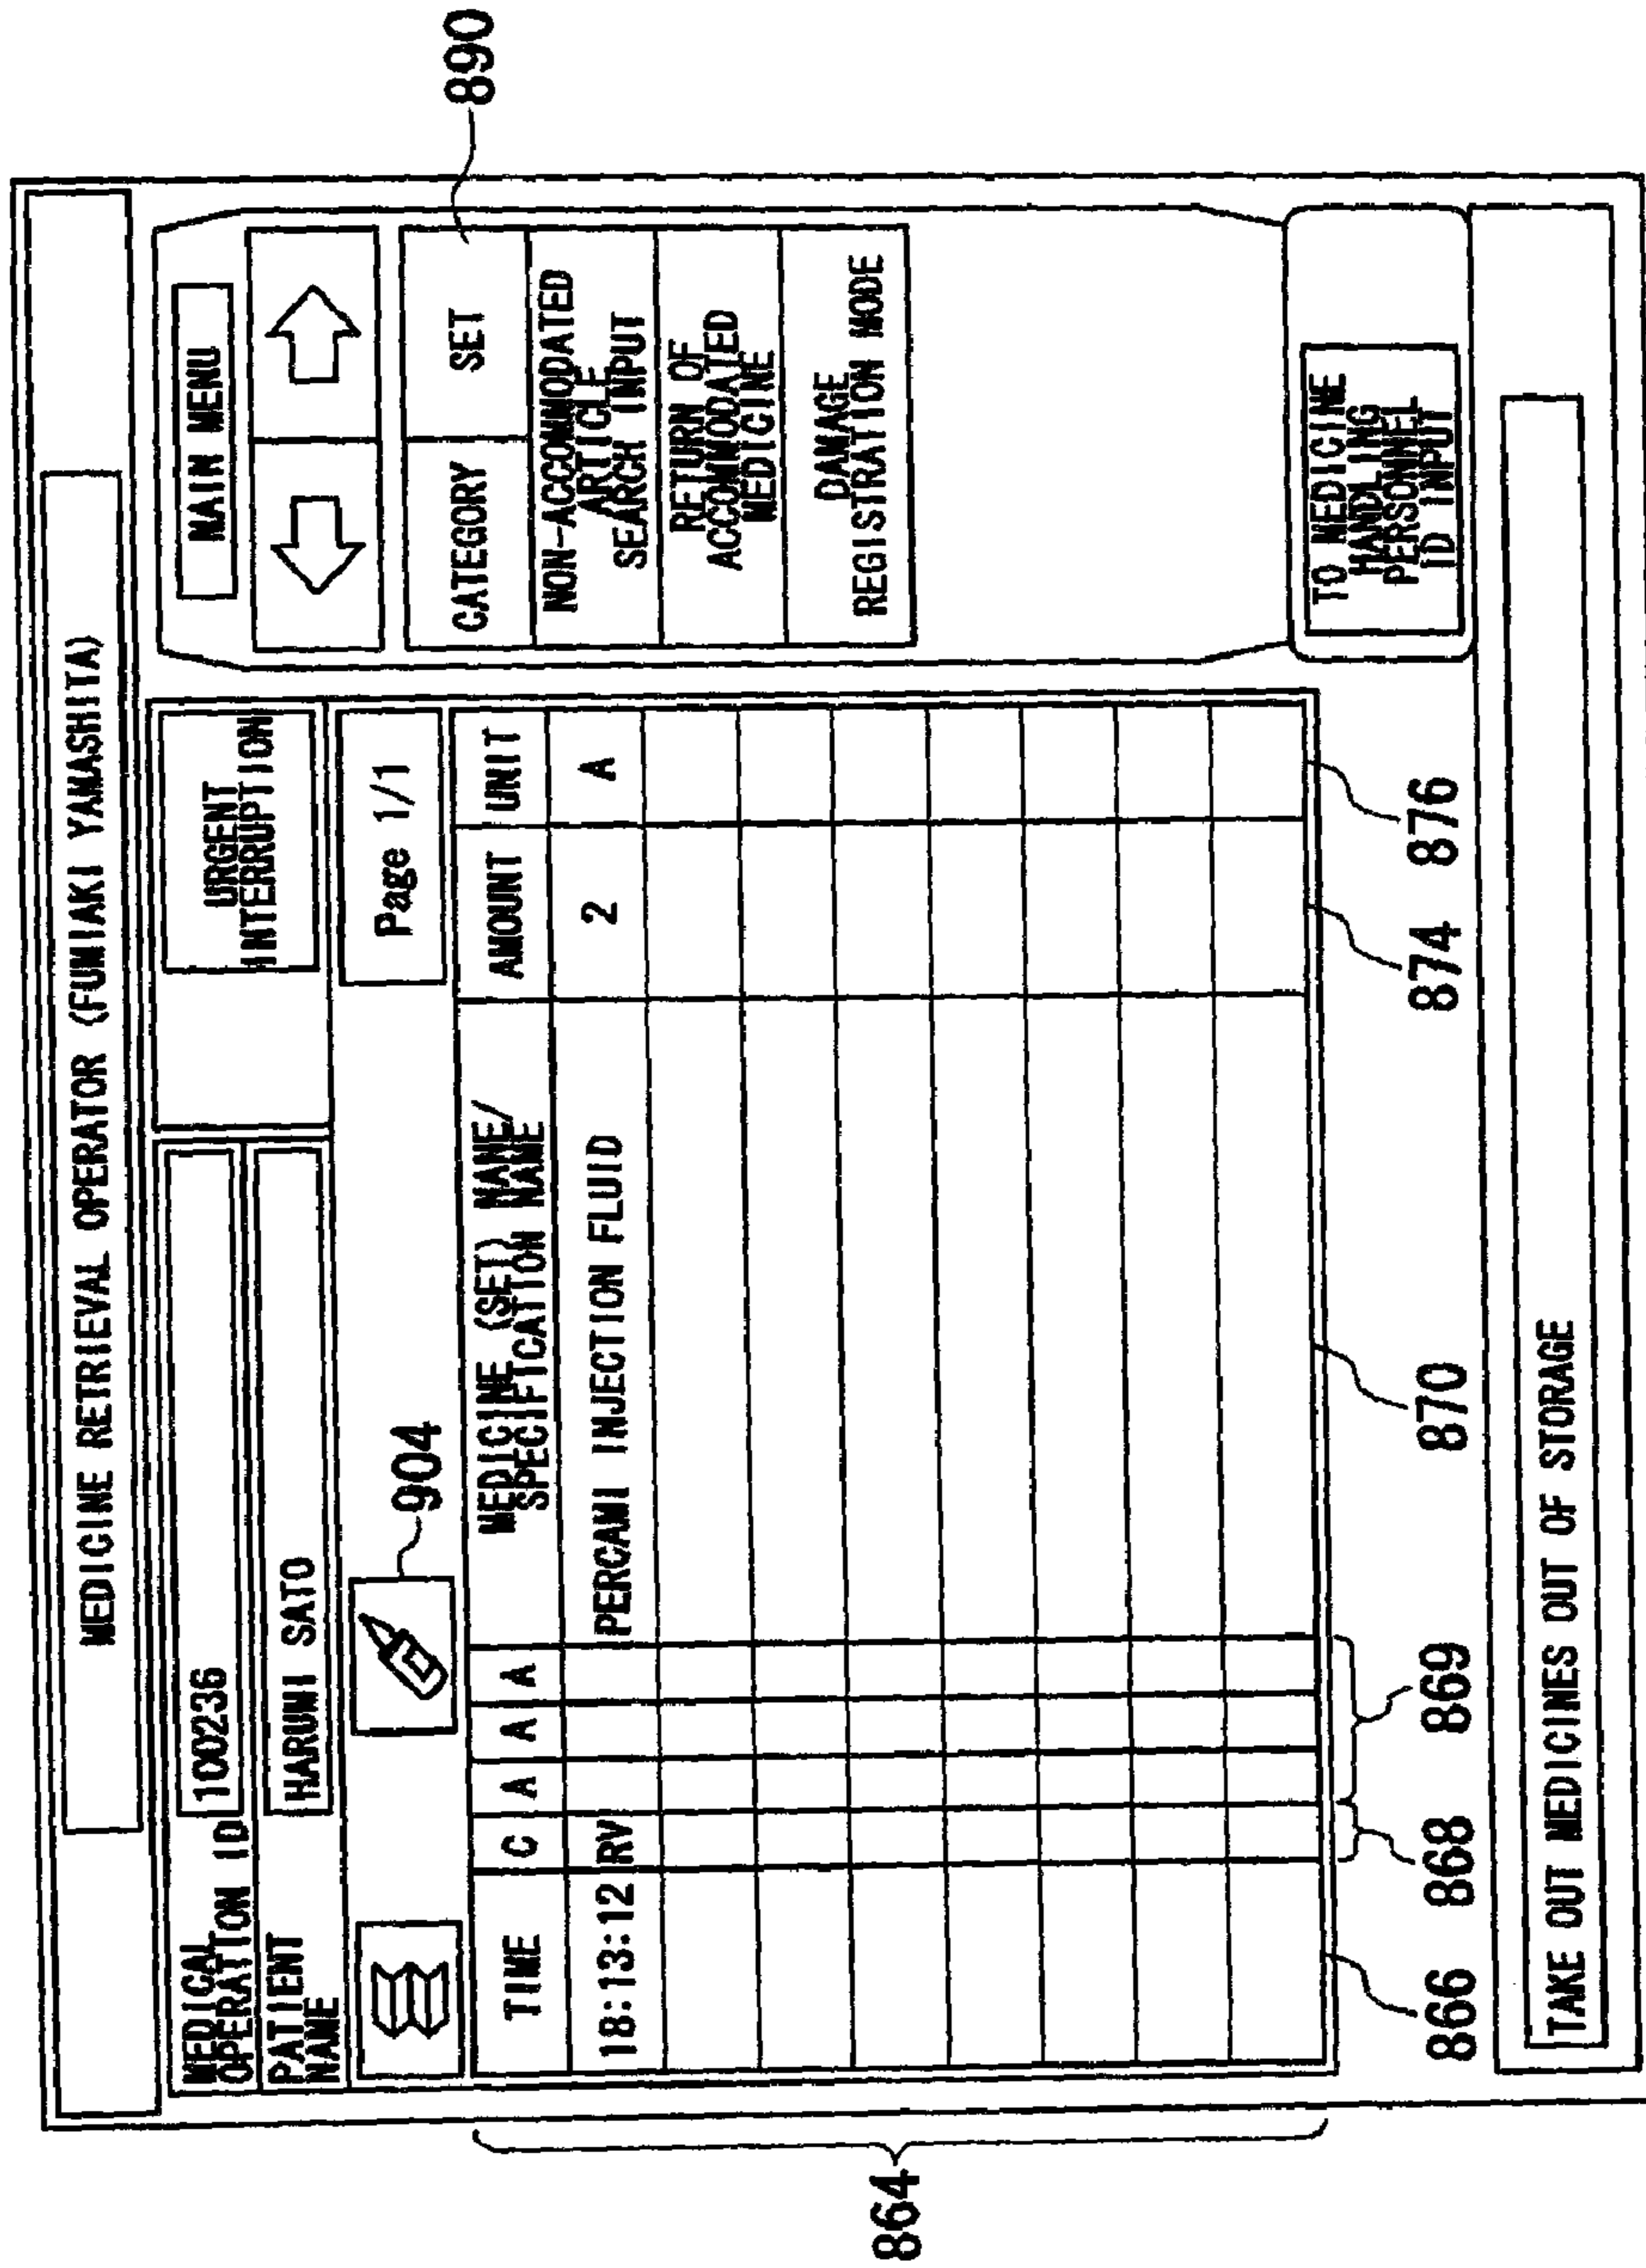 MEDICINE RETRIEVAL OPERATOR (FUMIAKI YAMASHITA)
MEDICAL
OPERATION ID
100236
URGENT
INTERRUPTION
PATIENT
NAME
HARUMI SATO
904
Page 1/1
TIME C A A A MEDICINE (SET) MANE/
SPECIFICATION NAME
AMOUNT UNIT
18:13:12 RV PERCAMI INJECTION FLUID 2 A
864
866 868 869 870 874 876
MAIN MENU
CATEGORY SET
890
NON-ACCOMMODATED
ARTICLE
SEARCH INPUT
RETURN OF
ACCOMMODATED
MEDICINE
DAMAGE
REGISTRATION MODE
TO MEDICINE
HANDLING
PERSONNEL
ID INPUT
TAKE OUT MEDICINES OUT OF STORAGE